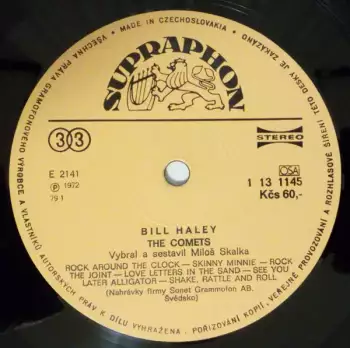 MADE IN CZECHOSLOVAKIA
VŠECHNA PRÁVA GRAMOFONOVÉHO VÝROBCE A VLASTNÍKŮ AUTORSKÝCH PRÁV K DÍLU VYHRAZENA. POŘIZOVÁNÍ KOPIÍ, VEŘEJNÉ PROVOZOVÁNÍ A ROZHLASOVÉ ŠÍŘENÍ TÉTO DESKY JE ZAKÁZÁNO
SUPRAPHON
33
STEREO
E 2141
Ⓟ 1972
79 1
OSA
1 13 1145
Kčs 60,-
BILL HALEY
THE COMETS
Vybral a sestavil Miloš Skalka
ROCK AROUND THE CLOCK — SKINNY MINNIE — ROCK
THE JOINT — LOVE LETTERS IN THE SAND — SEE YOU
LATER ALLIGATOR — SHAKE, RATTLE AND ROLL
(Nahrávky firmy Sonet Grammofon AB.
Švédsko)